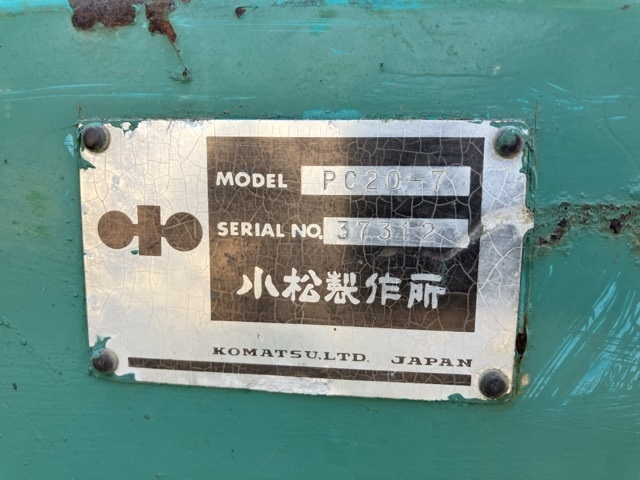 MODEL PC20-7
SERIAL NO. 37312
小松製作所
KOMATSU, LTD. JAPAN